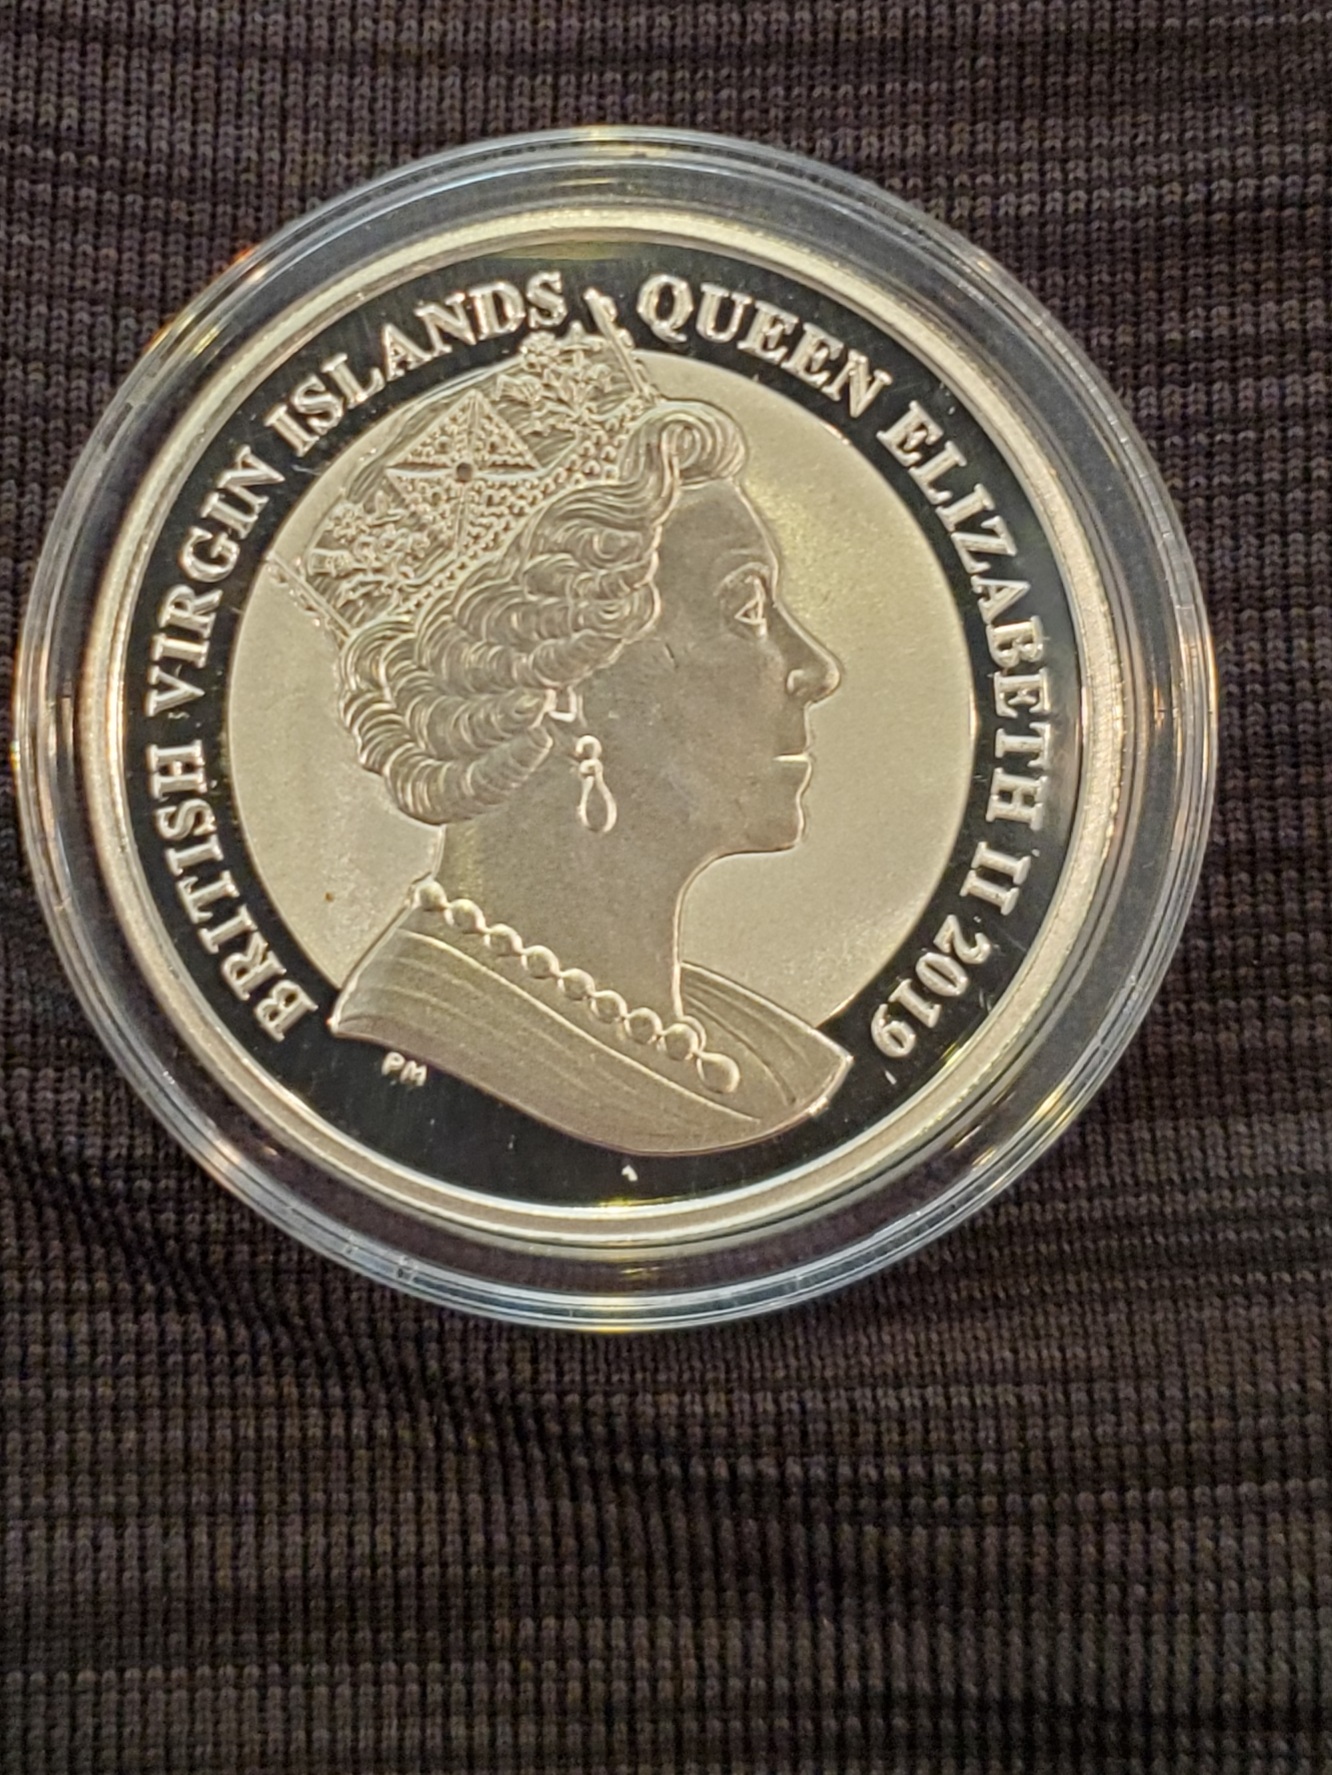 BRITISH VIRGIN ISLANDS QUEEN ELIZABETH II 2019
PM